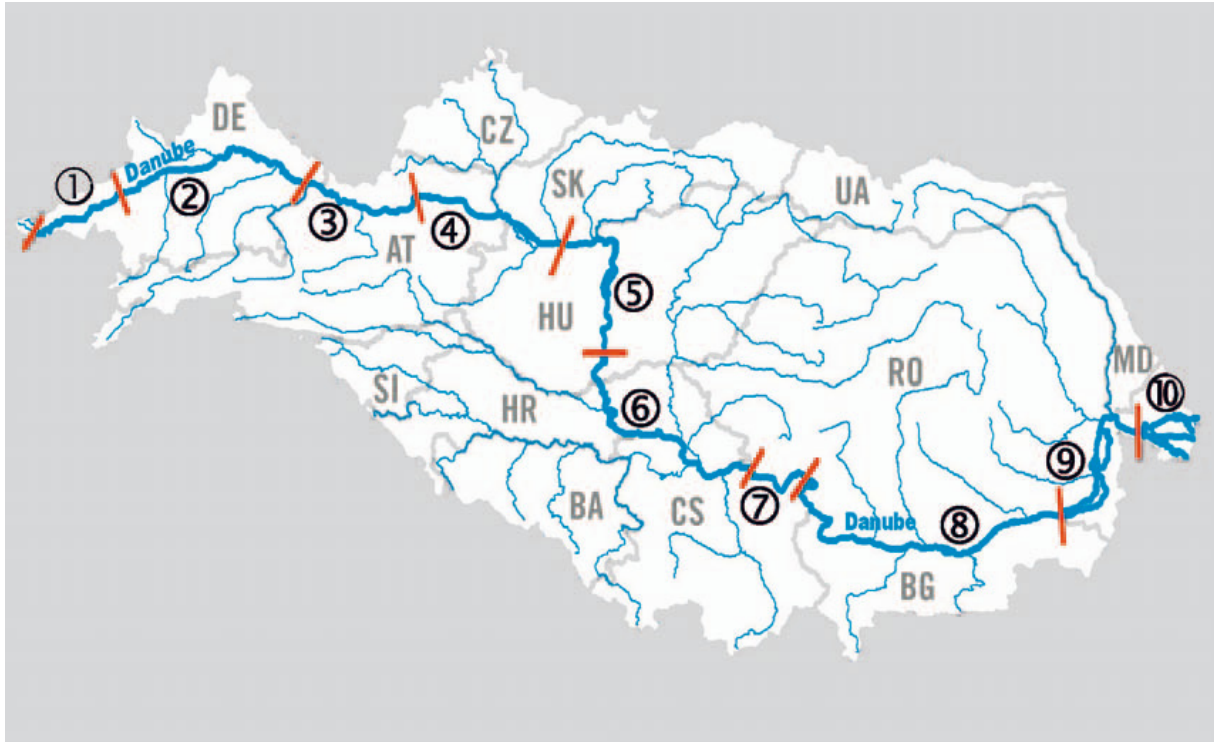 DE
CZ
Danube
①
②
SK
UA
③
④
AT
⑤
HU
MD
RO
SI
⑩
HR
⑥
⑨
BA
CS
⑦
Danube
⑧
BG